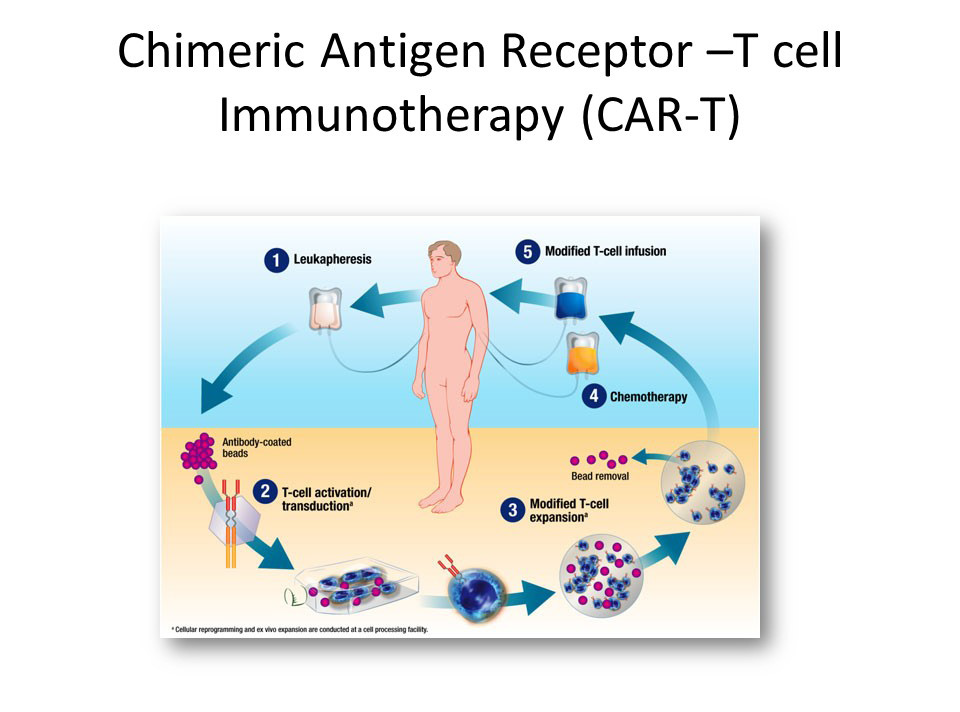 Chimeric Antigen Receptor –T cell
Immunotherapy (CAR-T)
1 Leukapheresis
5 Modified T-cell infusion
4 Chemotherapy
Antibody-coated
beads
2 T-cell activation/
transductionᵃ
Bead removal
3 Modified T-cell
expansionᵃ
ᵃ Cellular reprogramming and ex vivo expansion are conducted at a cell processing facility.